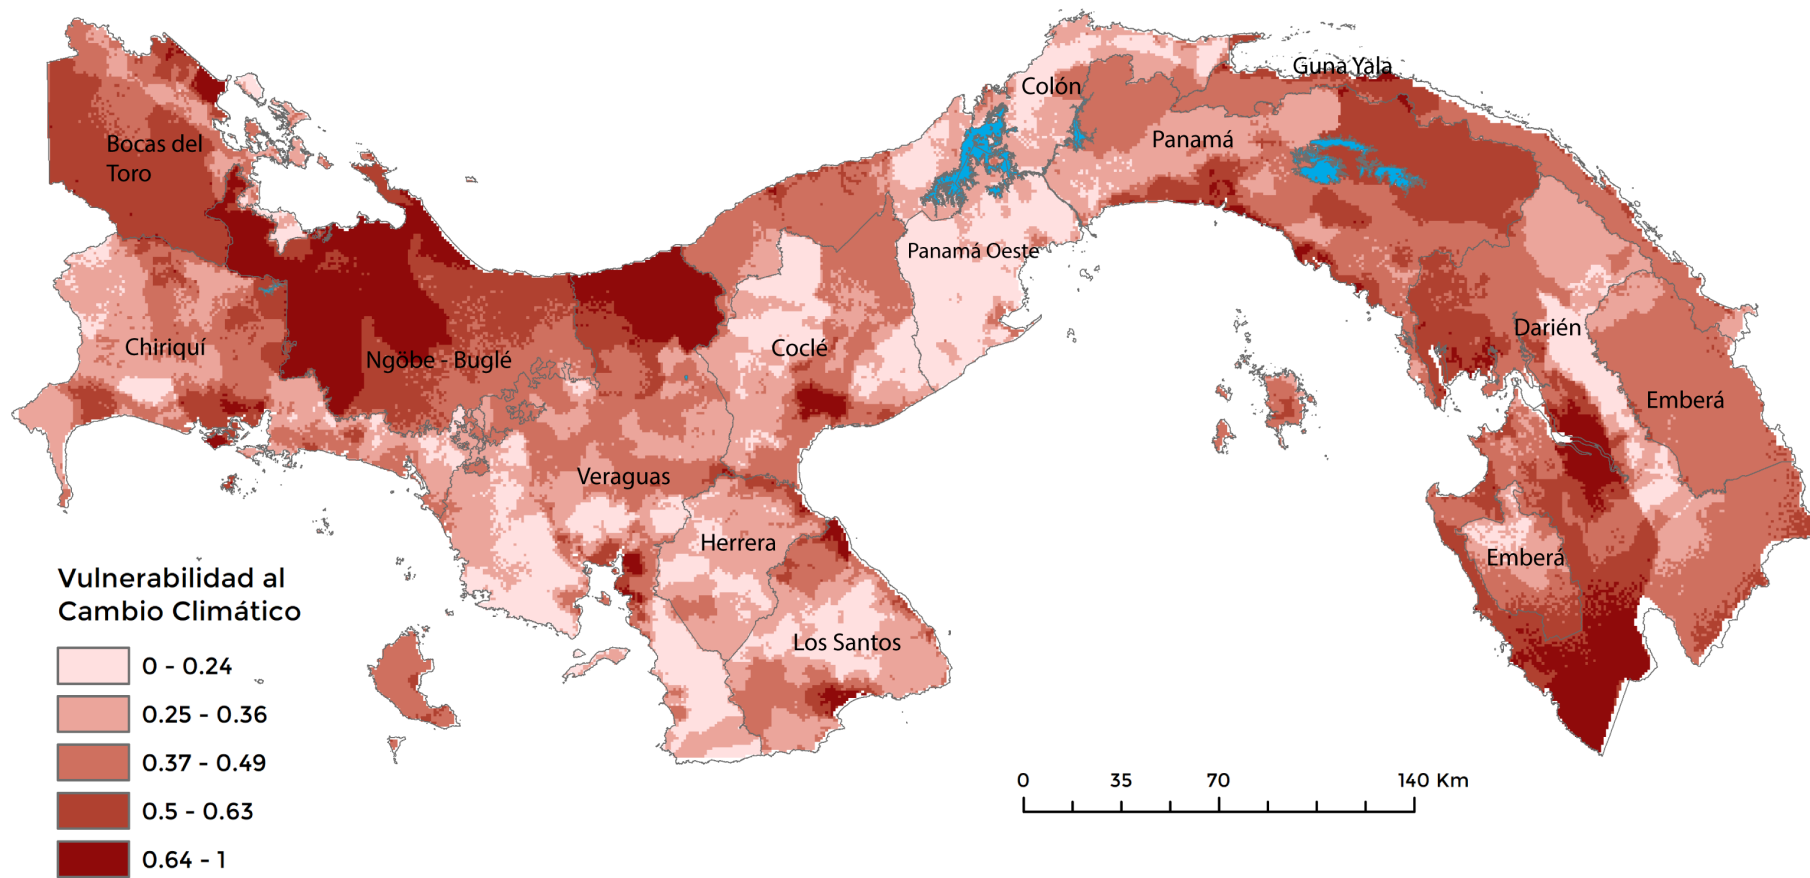 Guna Yala
Colón
Panamá
Bocas del
Toro
Panamá Oeste
Darién
Chiriquí
Coclé
Ngöbe - Buglé
Emberá
Veraguas
Herrera
Emberá
Los Santos
Vulnerabilidad al
Cambio Climático
0 - 0.24
0.25 - 0.36
0.37 - 0.49
0.5 - 0.63
0.64 - 1
0 35 70 140 Km